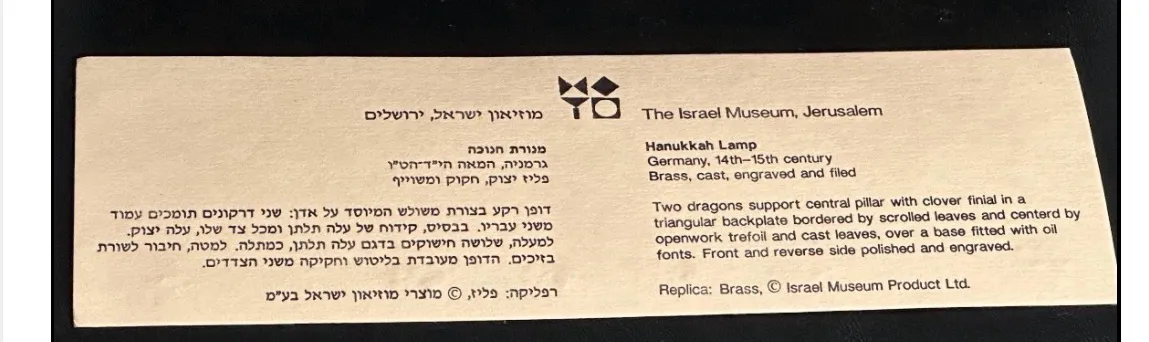 מוזיאון ישראל, ירושלים
מנורת חנוכה
גרמניה, המאה הי"ד-הט"ו
פליז יצוק, חקוק ומשוייף
דופן רקע בצורת משולש המיוסד על אדן: שני דרקונים תומכים עמוד
משני עבריו. בבסיס, קידוח של עלה תלתן ומכל צד שלו, עלה יצוק.
למעלה, שלושה חישוקים בדגם עלה תלתן, כמתלה. למטה, חיבור לשורת
בזיכים. הדופן מעובדת בליטוש וחקיקה משני הצדדים.
רפליקה: פליז, © מוצרי מוזיאון ישראל בע"מ
The Israel Museum, Jerusalem
Hanukkah Lamp
Germany, 14th–15th century
Brass, cast, engraved and filed
Two dragons support central pillar with clover finial in a
triangular backplate bordered by scrolled leaves and centerd by
openwork trefoil and cast leaves, over a base fitted with oil
fonts. Front and reverse side polished and engraved.
Replica: Brass, © Israel Museum Product Ltd.